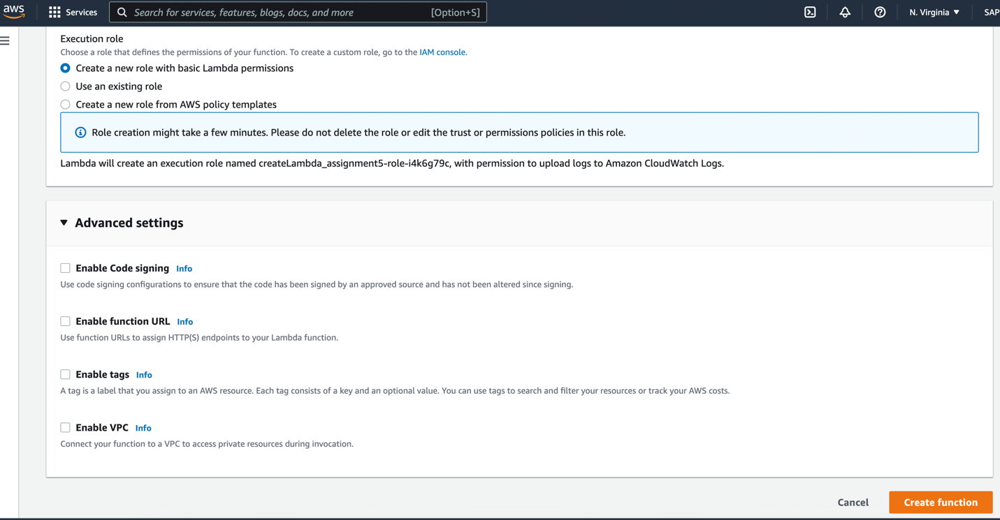 aws
Services
Search for services, features, blogs, docs, and more
[Option+S]
N. Virginia ▼
SAP
Execution role
Choose a role that defines the permissions of your function. To create a custom role, go to the IAM console.
Create a new role with basic Lambda permissions
Use an existing role
Create a new role from AWS policy templates
Role creation might take a few minutes. Please do not delete the role or edit the trust or permissions policies in this role.
Lambda will create an execution role named createLambda_assignment5-role-i4k6g79c, with permission to upload logs to Amazon CloudWatch Logs.
Advanced settings
Enable Code signing Info
Use code signing configurations to ensure that the code has been signed by an approved source and has not been altered since signing.
Enable function URL Info
Use function URLs to assign HTTP(S) endpoints to your Lambda function.
Enable tags Info
A tag is a label that you assign to an AWS resource. Each tag consists of a key and an optional value. You can use tags to search and filter your resources or track your AWS costs.
Enable VPC Info
Connect your function to a VPC to access private resources during invocation.
Cancel
Create function